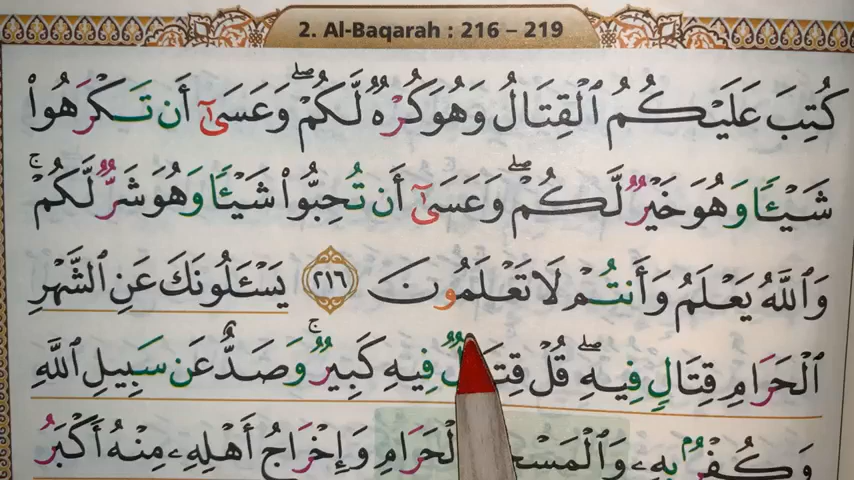 2. Al-Baqarah : 216 – 219
كُتِبَ عَلَيْكُمُ ٱلْقِتَالُ وَهُوَ كُرْهٌ لَّكُمْ ۖ وَعَسَىٰٓ أَن تَكْرَهُوا۟
شَيْـًٔا وَهُوَ خَيْرٌ لَّكُمْ ۖ وَعَسَىٰٓ أَن تُحِبُّوا۟ شَيْـًٔا وَهُوَ شَرٌّ لَّكُمْ ۚ
وَٱللَّهُ يَعْلَمُ وَأَنتُمْ لَا تَعْلَمُونَ ٢١٦ يَسْـَٔلُونَكَ عَنِ ٱلشَّهْرِ
ٱلْحَرَامِ قِتَالٍ فِيهِ ۖ قُلْ قِتَالٌ فِيهِ كَبِيرٌ ۚ وَصَدٌّ عَن سَبِيلِ ٱللَّهِ
وَكُفْرٌۢ بِهِۦ وَٱلْمَسْجِدِ ٱلْحَرَامِ وَإِخْرَاجُ أَهْلِهِۦ مِنْهُ أَكْبَرُ